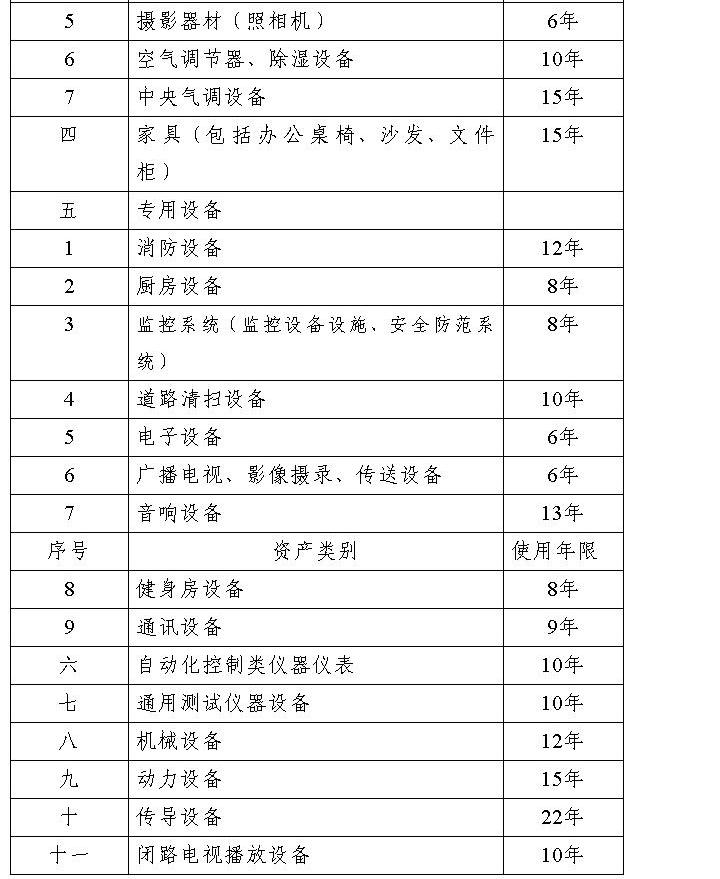 5 摄影器材（照相机） 6年
6 空气调节器、除湿设备 10年
7 中央气调设备 15年
四 家具（包括办公桌椅、沙发、文件 15年
柜）
五 专用设备
1 消防设备 12年
2 厨房设备 8年
3 监控系统（监控设备设施、安全防范系 8年
统）
4 道路清扫设备 10年
5 电子设备 6年
6 广播电视、影像摄录、传送设备 6年
7 音响设备 13年
序号 资产类别 使用年限
8 健身房设备 8年
9 通讯设备 9年
六 自动化控制类仪器仪表 10年
七 通用测试仪器设备 10年
八 机械设备 12年
九 动力设备 15年
十 传导设备 22年
十一 闭路电视播放设备 10年